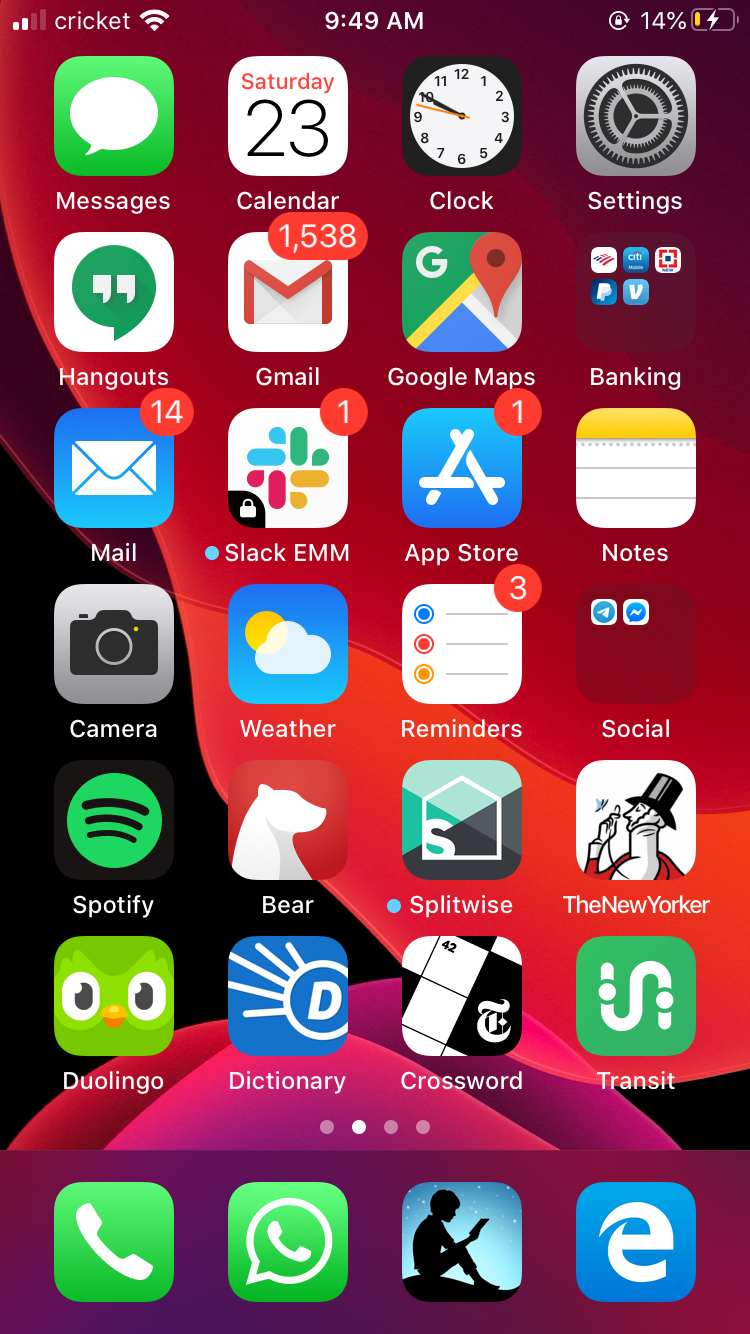 cricket 9:49 AM 14%
Saturday
23
12
11 1
10 2
9 3
8 4
7 5
6
Messages Calendar Clock Settings
1,538
G
citi
Mobile
NEW
P V
Hangouts Gmail Google Maps Banking
14 1 1
Mail Slack EMM App Store Notes
3
Camera Weather Reminders Social
S
Spotify Bear Splitwise TheNewYorker
42
D
T
Duolingo Dictionary Crossword Transit
e